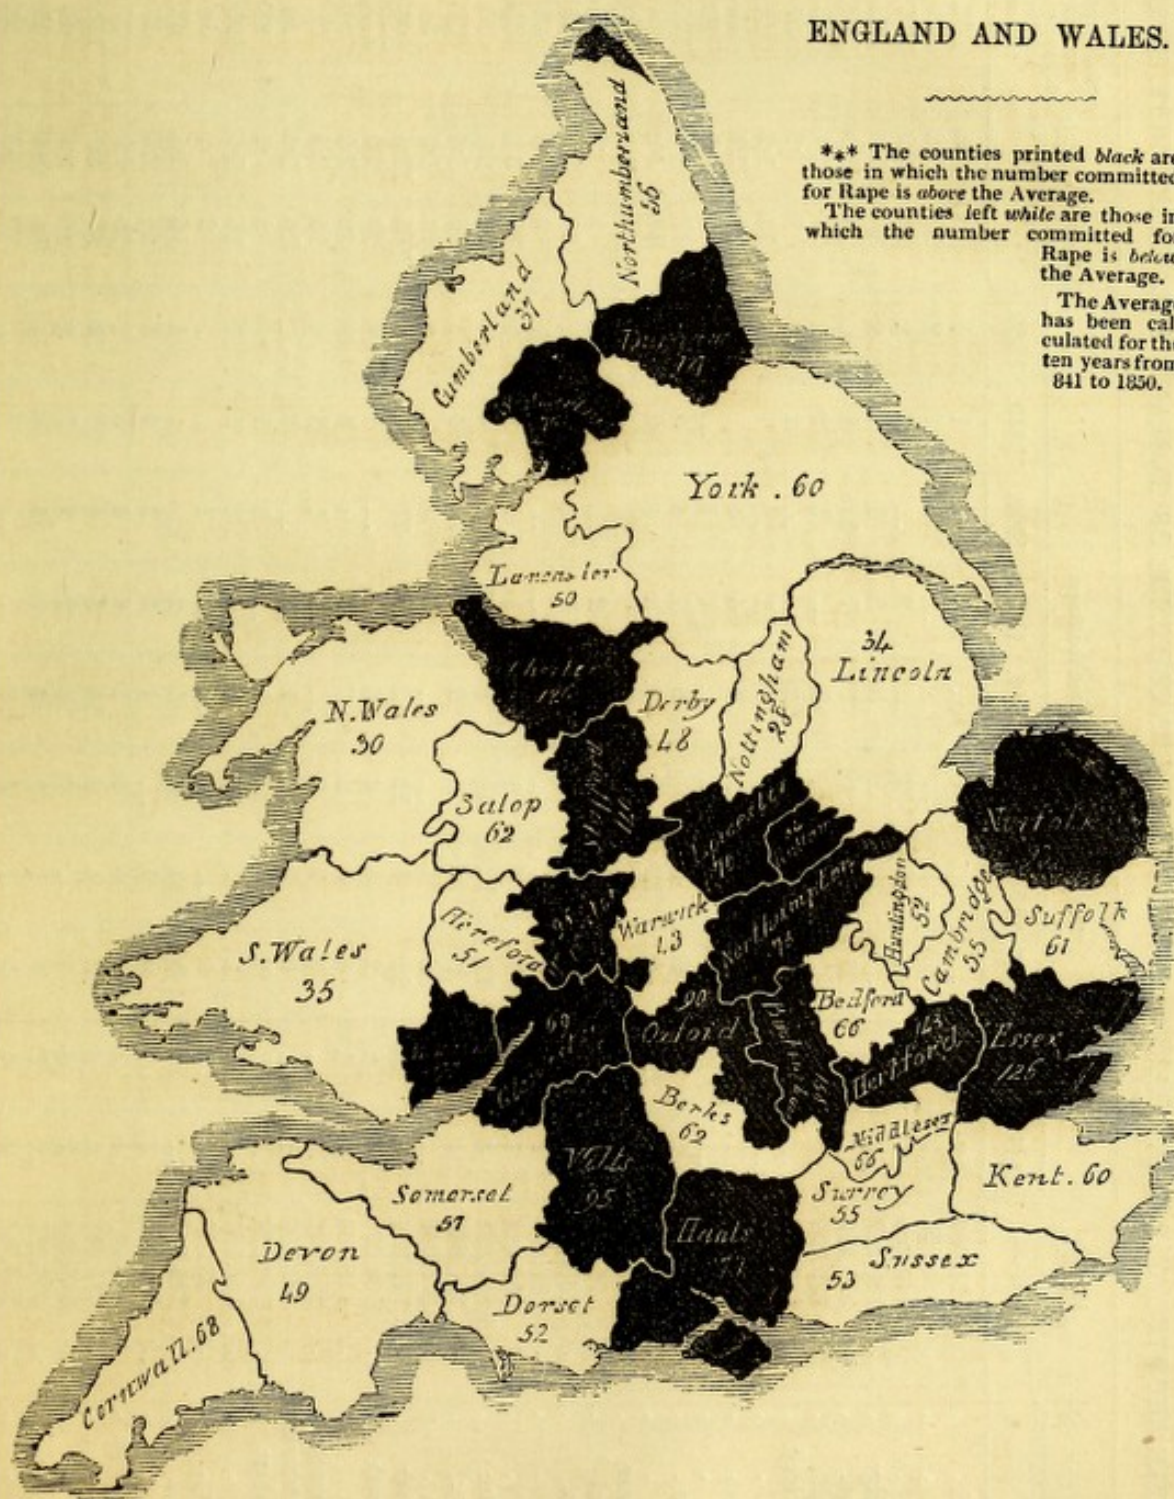 ENGLAND AND WALES.
*⁎* The counties printed black are
those in which the number committed
for Rape is above the Average.
The counties left white are those in
which the number committed for
Rape is below
the Average.
The Average
has been cal
culated for the
ten years from
841 to 1850.
Northumberland
Cumberland
37
York . 60
50
34
Lincoln
Chester
126
N.Wales
30
Derby
48
Nottingham
28
Stafford
Salop
62
Norfolk
Northampton
Huntingdon
52
Cambridge
55
Suffolk
61
Warwick
Hereford
51
S.Wales
35
Bedford
66
90
Oxford
Hertford
Essex
126
Berks
62
Middlesex
66
Wilts
95
Kent. 60
Surrey
55
Somerset
Hants
Sussex
53
Devon
49
Dorset
52
Cornwall.68